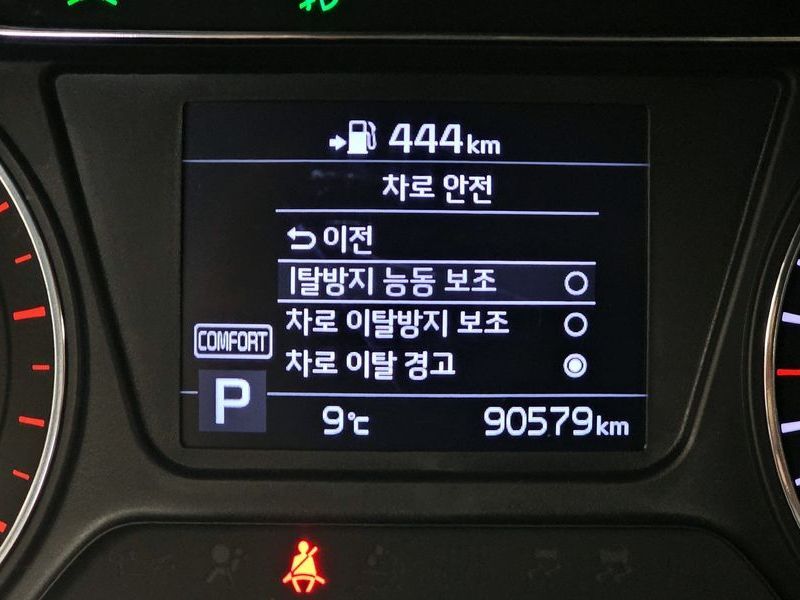 444km
차로 안전
이전
탈방지 능동 보조
차로 이탈방지 보조
COMFORT
차로 이탈 경고
P
9℃ 90579km